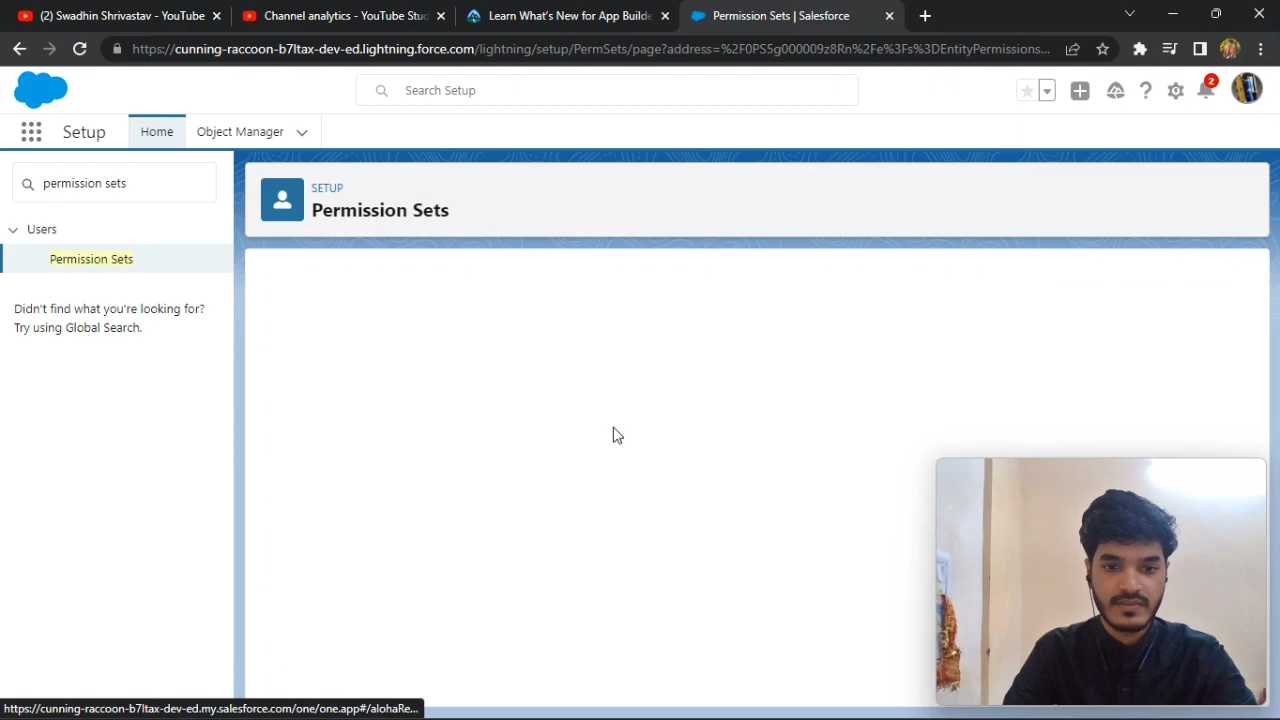 (2) Swadhin Shrivastav - YouTube
Channel analytics - YouTube Stud
Learn What's New for App Builde
Permission Sets | Salesforce
https://cunning-raccoon-b7ltax-dev-ed.lightning.force.com/lightning/setup/PermSets/page?address=%2F0PS5g000009z8Rn%2Fe%3Fs%3DEntityPermissions...
Search Setup
2
Setup
Home
Object Manager
permission sets
Users
Permission Sets
Didn't find what you're looking for?
Try using Global Search.
SETUP
Permission Sets
https://cunning-raccoon-b7ltax-dev-ed.my.salesforce.com/one/one.app#/alohaRe...